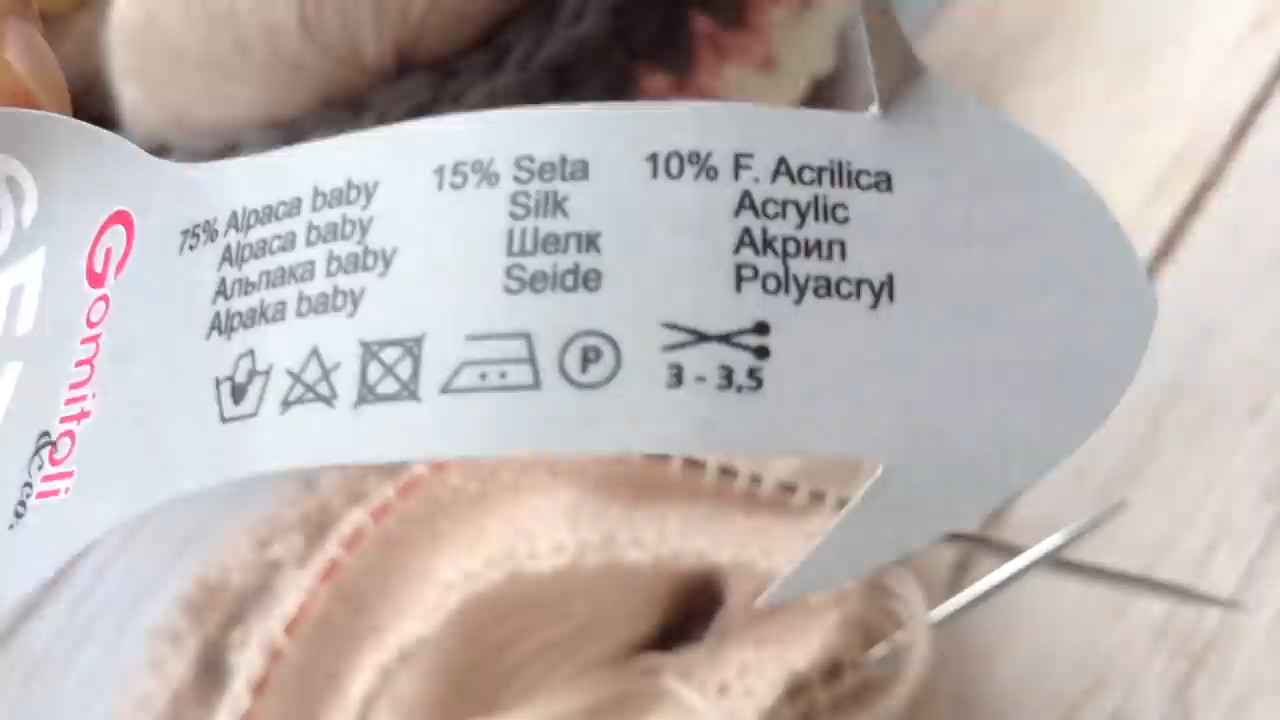 75% Alpaca baby
Alpaca baby
Альпака baby
Alpaka baby
15% Seta
Silk
Шелк
Seide
10% F. Acrilica
Acrylic
Акрил
Polyacryl
P
3 - 3,5
Gomitoli
& co.